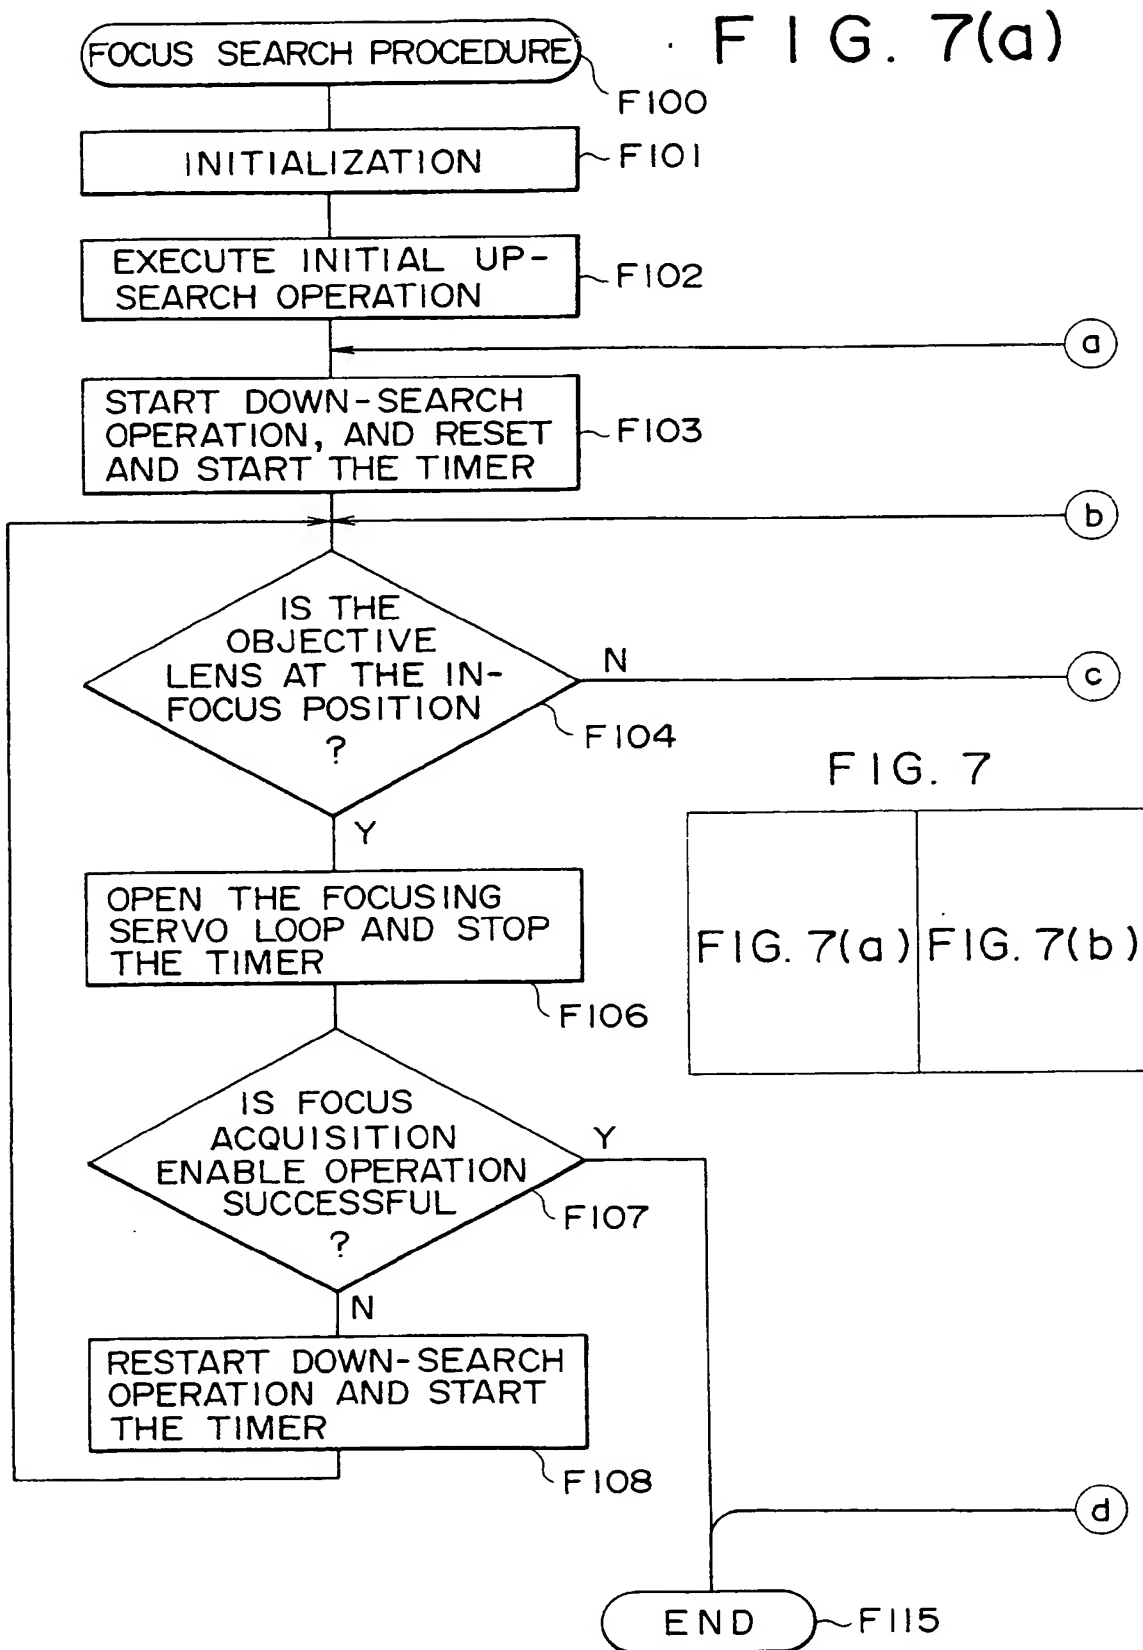 FIG. 7(a)
FOCUS SEARCH PROCEDURE
F100
INITIALIZATION
F101
EXECUTE INITIAL UP-
SEARCH OPERATION
F102
a
START DOWN-SEARCH
OPERATION, AND RESET
AND START THE TIMER
F103
b
IS THE
OBJECTIVE
LENS AT THE IN-
FOCUS POSITION
?
N
c
F104
Y
FIG. 7
FIG. 7(a)
FIG. 7(b)
OPEN THE FOCUSING
SERVO LOOP AND STOP
THE TIMER
F106
IS FOCUS
ACQUISITION
ENABLE OPERATION
SUCCESSFUL
?
Y
F107
N
RESTART DOWN-SEARCH
OPERATION AND START
THE TIMER
F108
d
END
F115